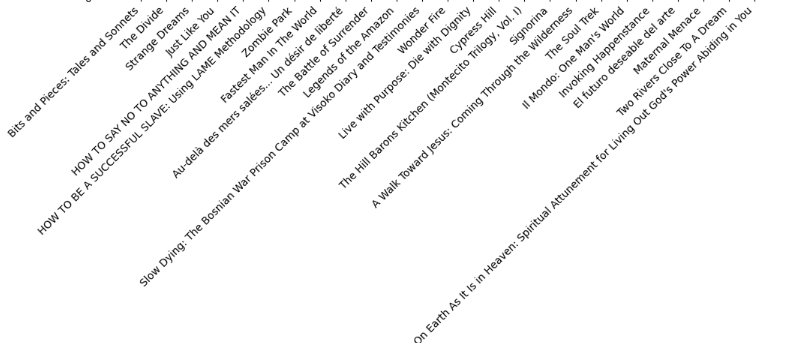 Bits and Pieces: Tales and Sonnets
The Divide
Strange Dreams
Just Like You
HOW TO SAY NO TO ANYTHING AND MEAN IT
HOW TO BE A SUCCESSFUL SLAVE: Using LAME Methodology
Zombie Park
Fastest Man in The World
Au-delà des mers salées... Un désir de liberté
The Battle of Surrender
Legends of the Amazon
Slow Dying: The Bosnian War Prison Camp at Visoko Diary and Testimonies
Wonder Fire
Live with Purpose: Die with Dignity
Cypress Hill
The Hill Barons Kitchen (Montecito Trilogy, Vol. I)
Signorina
A Walk Toward Jesus: Coming Through the Wilderness
The Soul Trek
Il Mondo: One Man's World
Invoking Happenstance
El futuro deseable del arte
Maternal Menace
Two Rivers Close To A Dream
On Earth As It Is in Heaven: Spiritual Attunement for Living Out God's Power Abiding in You